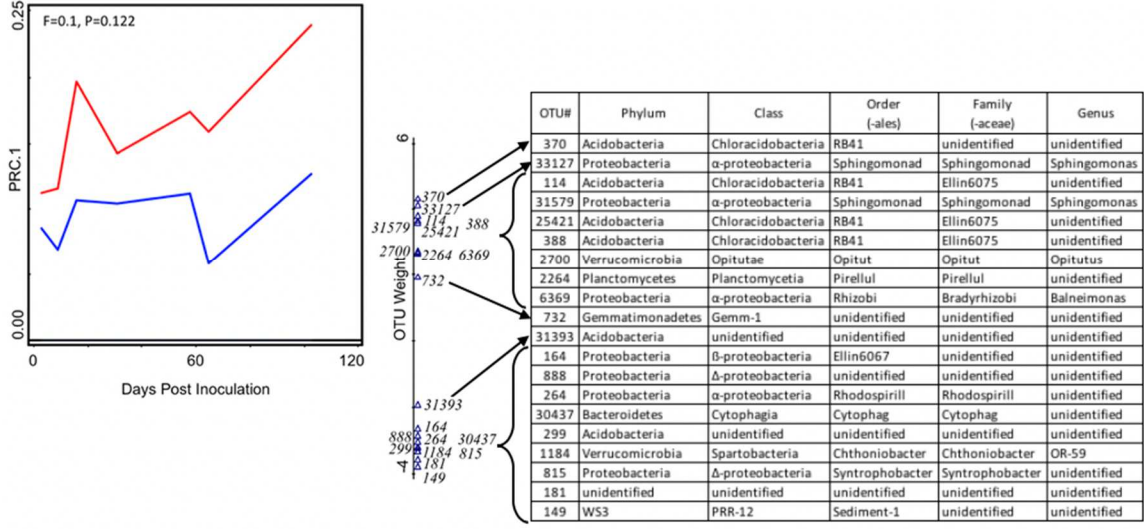 0.25
F=0.1, P=0.122
PRC.1
0.00
0 60 120
Days Post Inoculation
6
OTU Weight
-4
370
33127
114 388
31579
25421
2700 2264 6369
732
31393
164
888 264 30437
299 1184 815
181
149
OTU# Phylum Class Order (-ales) Family (-aceae) Genus
370 Acidobacteria Chloracidobacteria RB41 unidentified unidentified
33127 Proteobacteria α-proteobacteria Sphingomonad Sphingomonad Sphingomonas
114 Acidobacteria Chloracidobacteria RB41 Ellin6075 unidentified
31579 Proteobacteria α-proteobacteria Sphingomonad Sphingomonad Sphingomonas
25421 Acidobacteria Chloracidobacteria RB41 Ellin6075 unidentified
388 Acidobacteria Chloracidobacteria RB41 Ellin6075 unidentified
2700 Verrucomicrobia Opitutae Opitut Opitut Opitutus
2264 Planctomycetes Planctomycetia Pirellul Pirellul unidentified
6369 Proteobacteria α-proteobacteria Rhizobi Bradyrhizobi Balneimonas
732 Gemmatimonadetes Gemm-1 unidentified unidentified unidentified
31393 Acidobacteria unidentified unidentified unidentified unidentified
164 Proteobacteria ß-proteobacteria Ellin6067 unidentified unidentified
888 Proteobacteria Δ-proteobacteria unidentified unidentified unidentified
264 Proteobacteria α-proteobacteria Rhodospirill Rhodospirill unidentified
30437 Bacteroidetes Cytophagia Cytophag Cytophag unidentified
299 Acidobacteria unidentified unidentified unidentified unidentified
1184 Verrucomicrobia Spartobacteria Chthoniobacter Chthoniobacter OR-59
815 Proteobacteria Δ-proteobacteria Syntrophobacter Syntrophobacter unidentified
181 unidentified unidentified unidentified unidentified unidentified
149 WS3 PRR-12 Sediment-1 unidentified unidentified